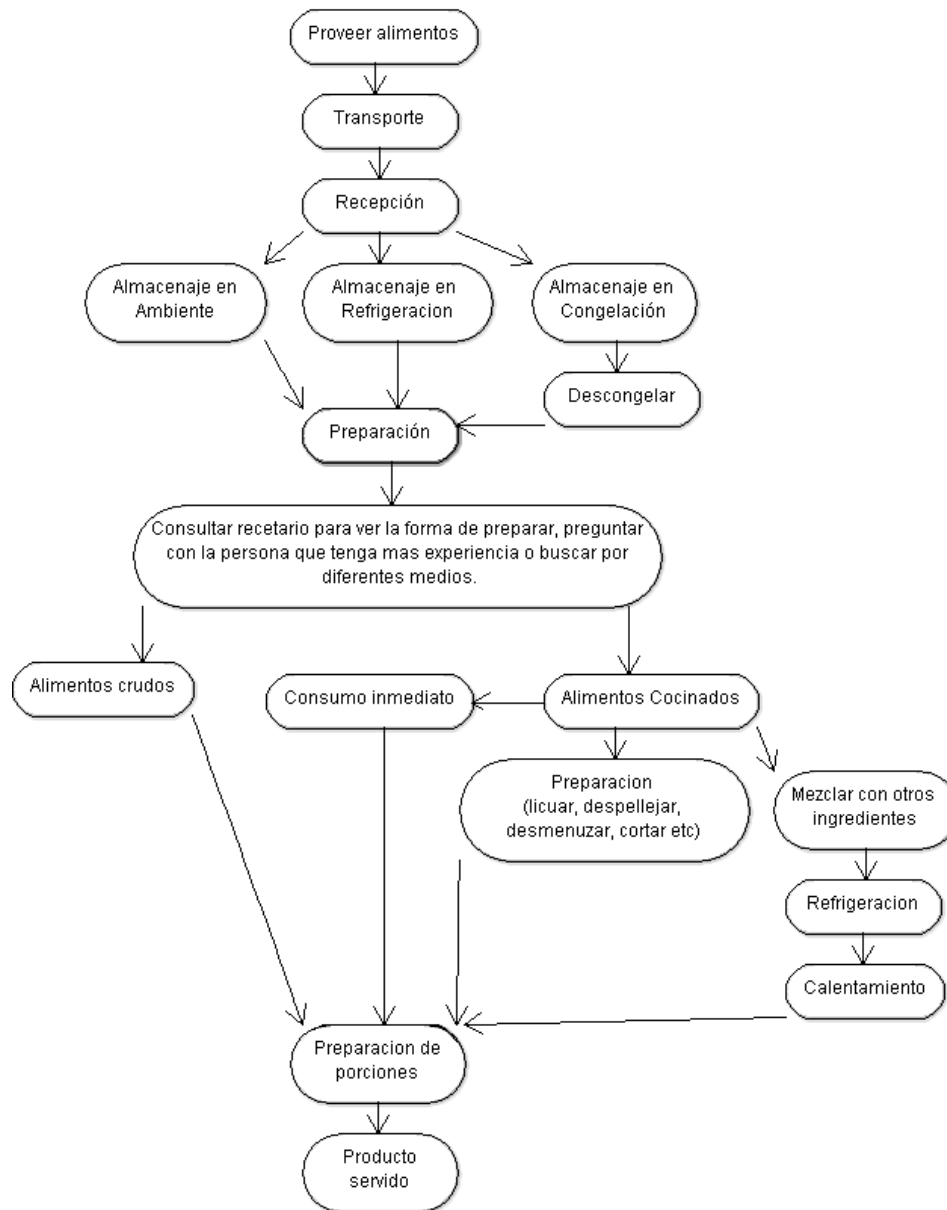 Proveer alimentos
Transporte
Recepción
Almacenaje en
Ambiente
Almacenaje en
Refrigeracion
Almacenaje en
Congelación
Descongelar
Preparación
Consultar recetario para ver la forma de preparar, preguntar
con la persona que tenga mas experiencia o buscar por
diferentes medios.
Alimentos crudos
Consumo inmediato
Alimentos Cocinados
Preparacion
(licuar, despellejar,
desmenuzar, cortar etc)
Mezclar con otros
ingredientes
Refrigeracion
Calentamiento
Preparacion de
porciones
Producto
servido